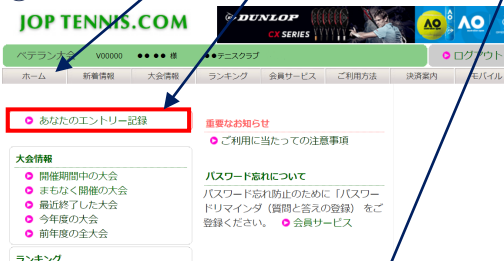 JOP TENNIS.COM
DUNLOP
CX SERIES
AO
AO
ベテラン大会 V00000 ●● ●● 様 ●●テニスクラブ
ログアウト
ホーム 新着情報 大会情報 ランキング 会員サービス ご利用方法 決済案内 モバイル
あなたのエントリー記録
重要なお知らせ
ご利用に当たっての注意事項
大会情報
開催期間中の大会
まもなく開催の大会
最近終了した大会
今年度の大会
前年度の全大会
パスワード忘れについて
パスワード忘れ防止のために「パスワー
ドリマインダ（質問と答えの登録）をご
登録ください。 会員サービス
ランキング